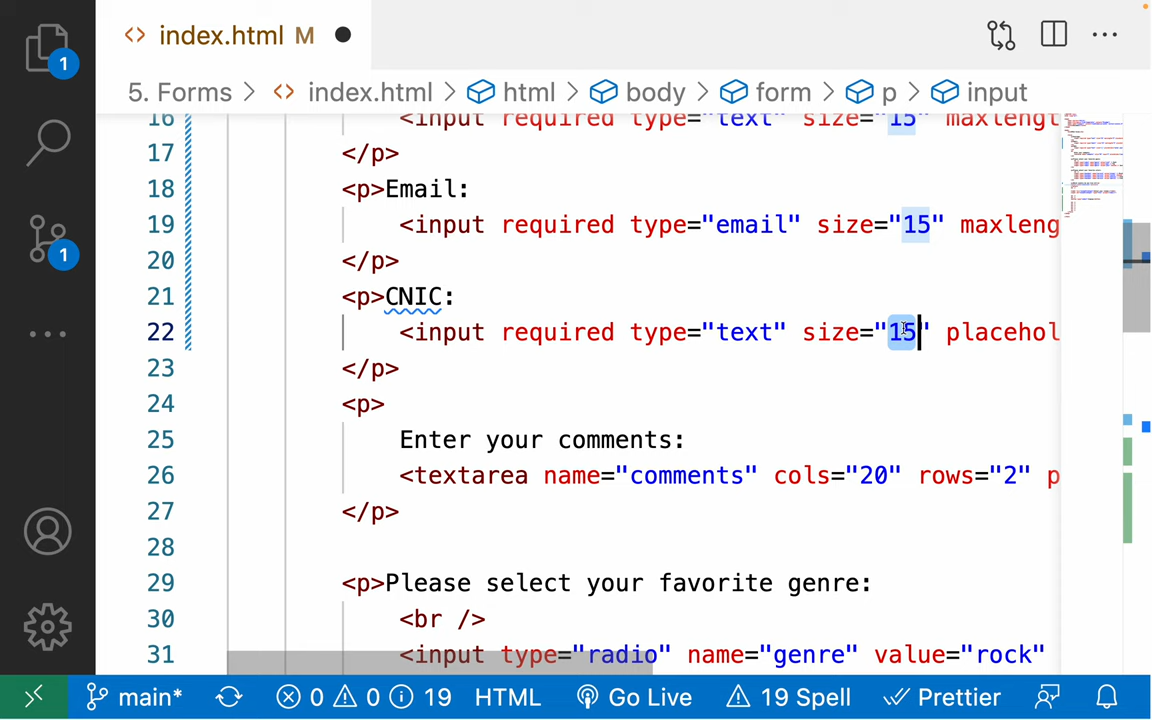 index.html M
1
5. Forms > index.html > html > body > form > p > input
16 <input required type="text" size="15" maxlengt
17 </p>
18 <p>Email:
19 <input required type="email" size="15" maxleng
20 </p>
21 <p>CNIC:
22 <input required type="text" size="15" placehol
23 </p>
24 <p>
25 Enter your comments:
26 <textarea name="comments" cols="20" rows="2" p
27 </p>
28
29 <p>Please select your favorite genre:
30 <br />
31 <input type="radio" name="genre" value="rock"
1
main* 0 0 19 HTML Go Live 19 Spell Prettier